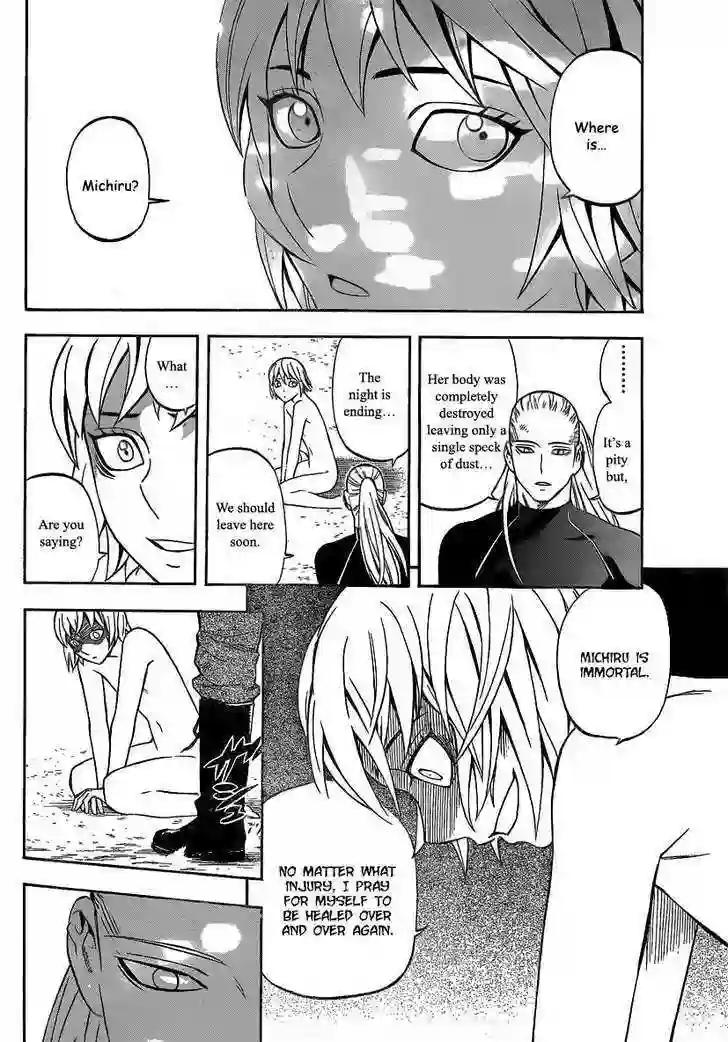 Where
is...
Michiru?
..........
It's a
pity
but,
Her body was
completely
destroyed
leaving only a
single speck
of dust...
The
night is
ending...
We should
leave here
soon.
What
...
Are you
saying?
MICHIRU IS
IMMORTAL.
NO MATTER WHAT
INJURY, I PRAY
FOR MYSELF TO
BE HEALED OVER
AND OVER AGAIN.